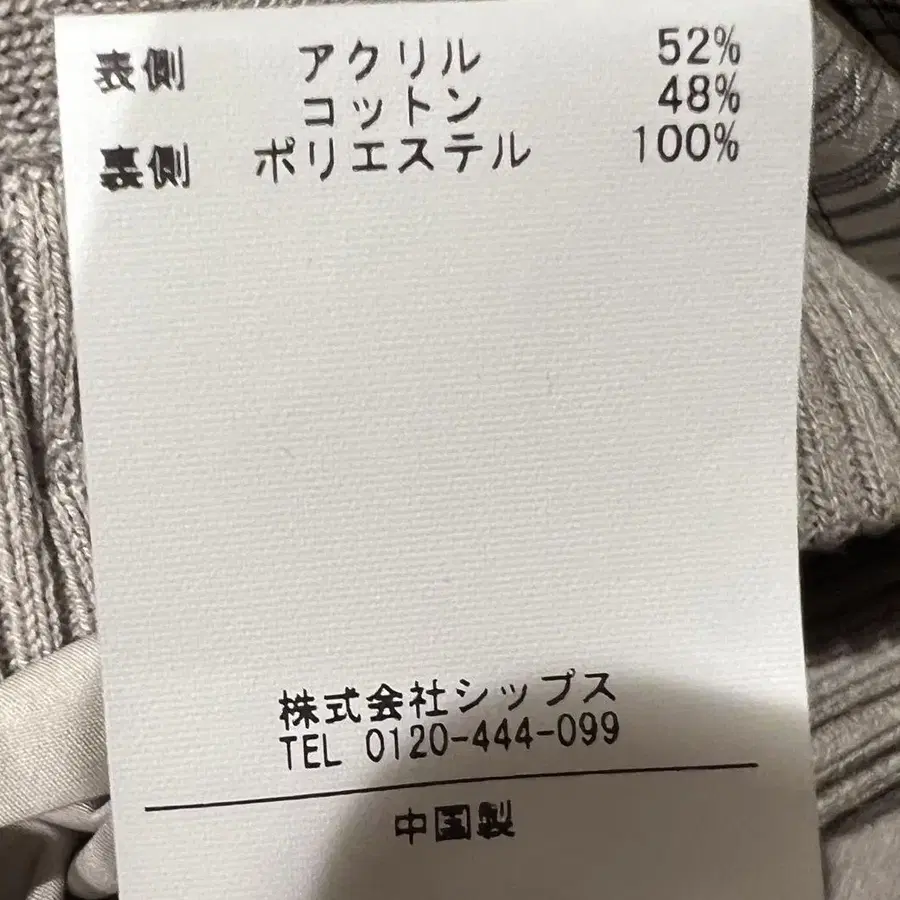 表側 アクリル 52%
コットン 48%
裏側 ポリエステル 100%
株式会社シップス
TEL 0120-444-099
中国製